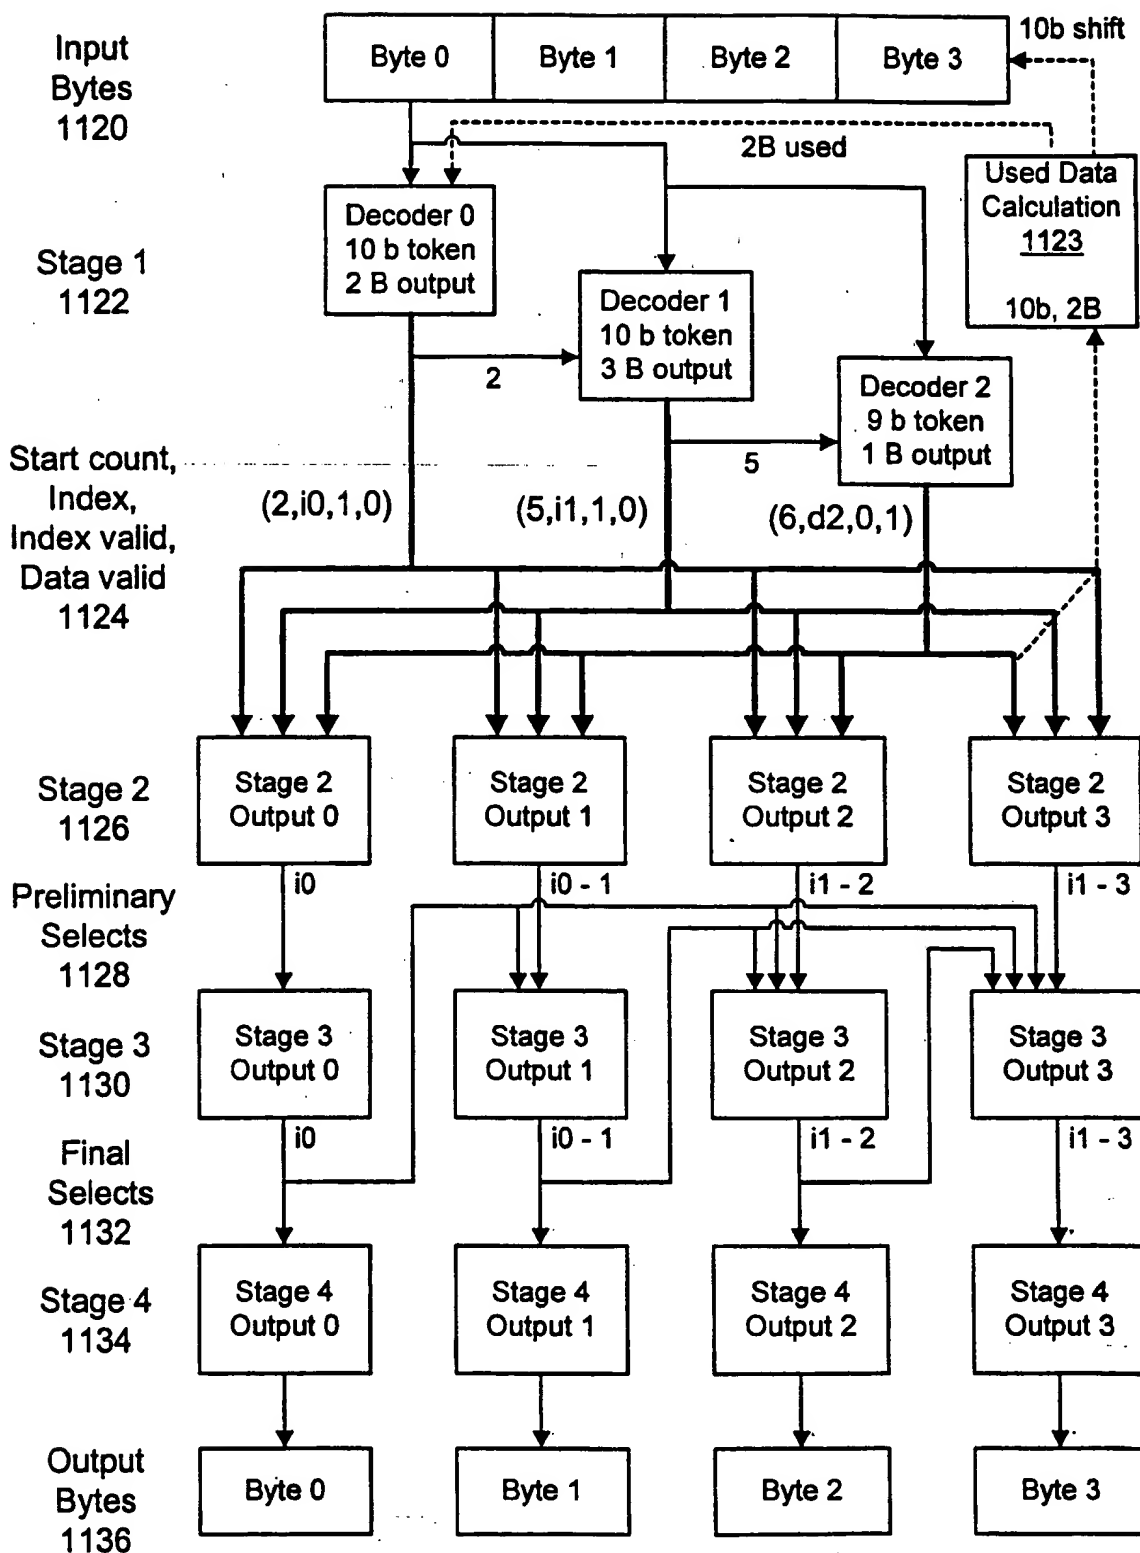 Input
Bytes
1120
Byte 0
Byte 1
Byte 2
Byte 3
10b shift
2B used
Used Data
Calculation
1123
10b, 2B
Stage 1
1122
Decoder 0
10 b token
2 B output
2
Decoder 1
10 b token
3 B output
5
Decoder 2
9 b token
1 B output
Start count,
Index,
Index valid,
Data valid
1124
(2,i0,1,0)
(5,i1,1,0)
(6,d2,0,1)
Stage 2
1126
Stage 2
Output 0
Stage 2
Output 1
Stage 2
Output 2
Stage 2
Output 3
Preliminary
Selects
1128
i0
i0 - 1
i1 - 2
i1 - 3
Stage 3
1130
Stage 3
Output 0
Stage 3
Output 1
Stage 3
Output 2
Stage 3
Output 3
Final
Selects
1132
i0
i0 - 1
i1 - 2
i1 - 3
Stage 4
1134
Stage 4
Output 0
Stage 4
Output 1
Stage 4
Output 2
Stage 4
Output 3
Output
Bytes
1136
Byte 0
Byte 1
Byte 2
Byte 3